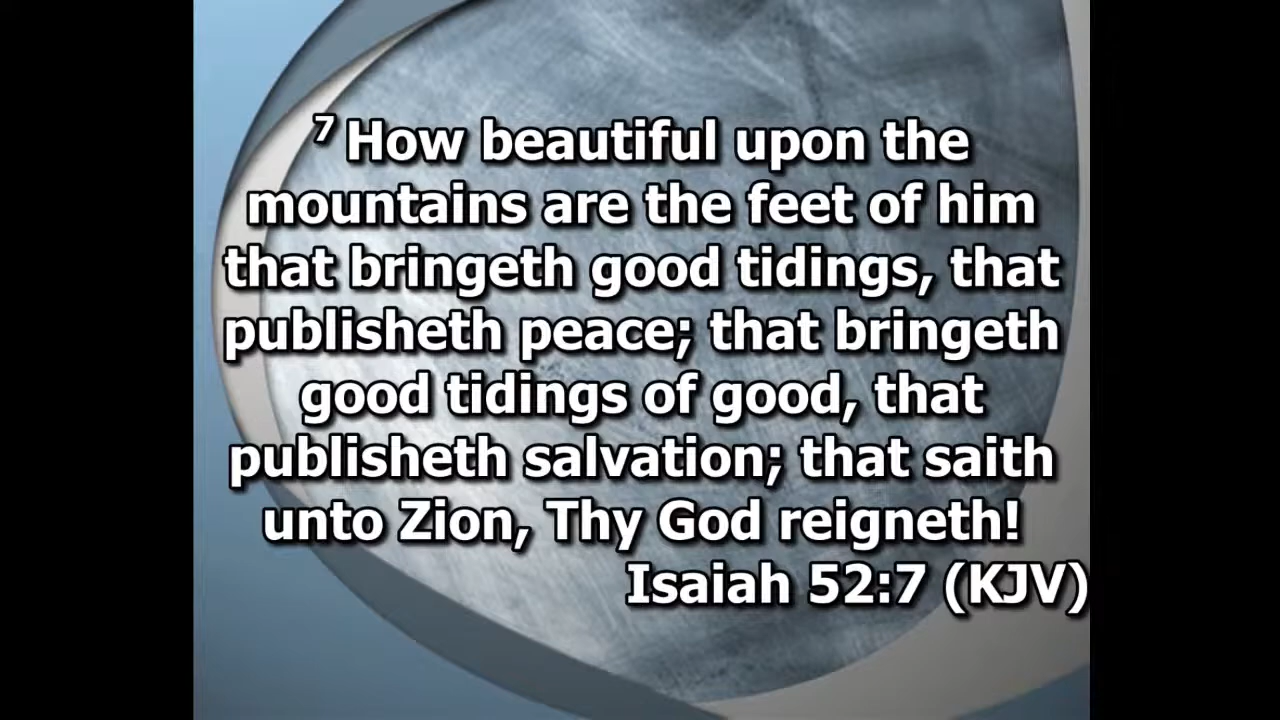 7 How beautiful upon the
mountains are the feet of him
that bringeth good tidings, that
publisheth peace; that bringeth
good tidings of good, that
publisheth salvation; that saith
unto Zion, Thy God reigneth!
Isaiah 52:7 (KJV)